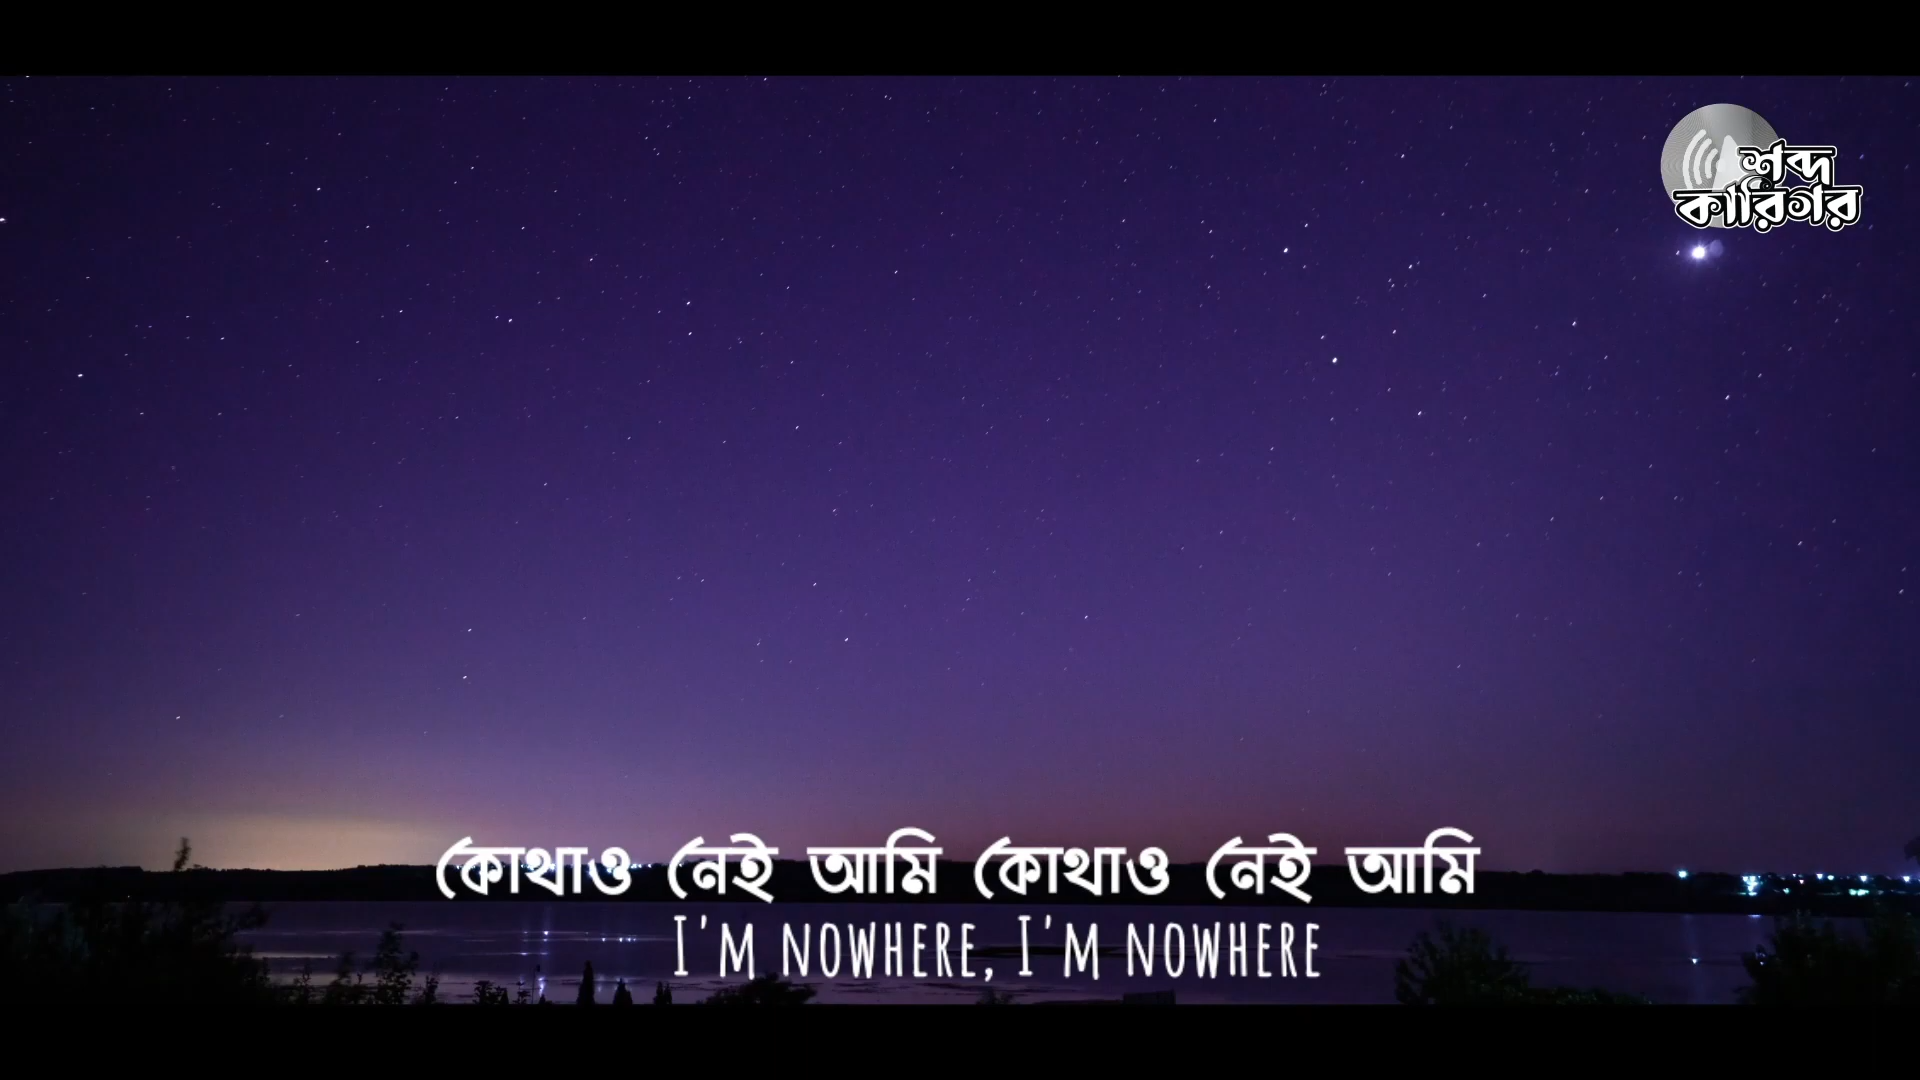 শব্দ
কারিগর
কোথাও নেই আমি কোথাও নেই আমি
I'm nowhere, I'm nowhere